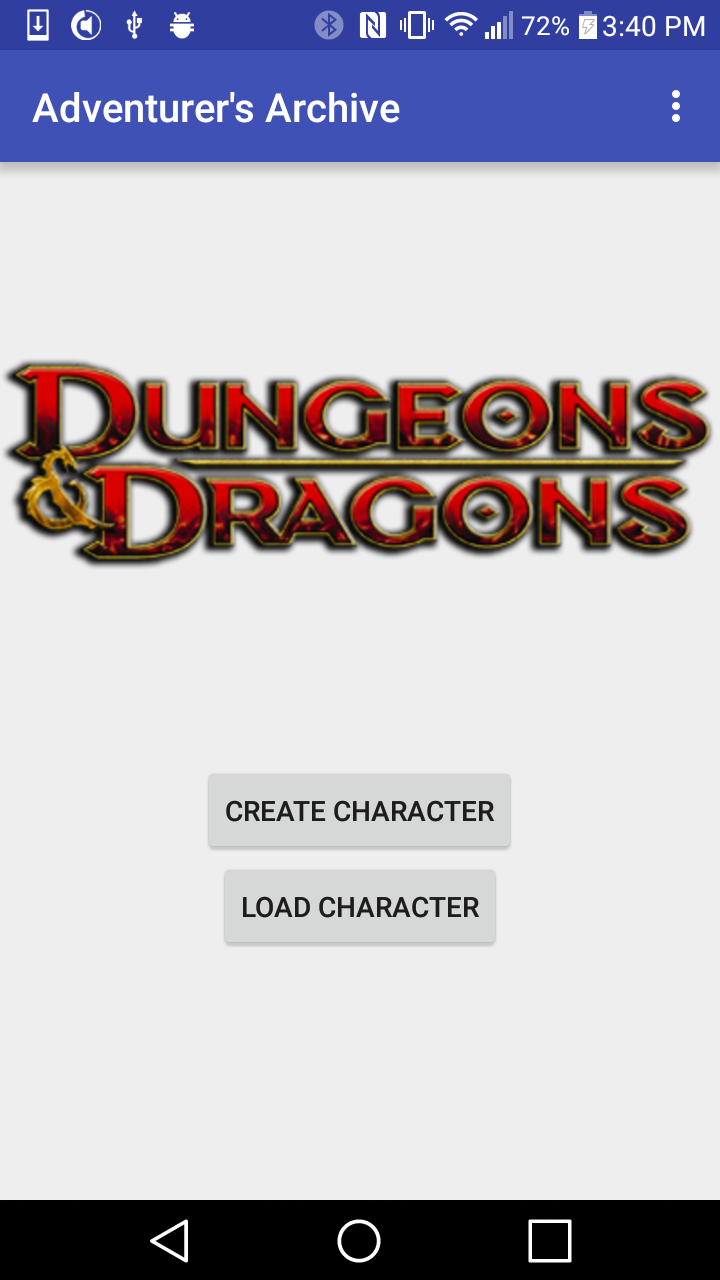 72% 3:40 PM
Adventurer's Archive
DUNGEONS
& DRAGONS
CREATE CHARACTER
LOAD CHARACTER